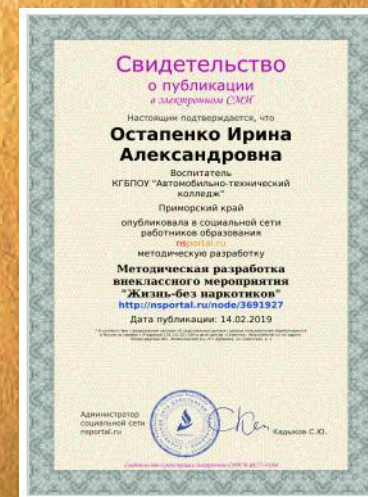 Свидетельство
о публикации
в электронном СМИ
Настоящим подтверждается, что
Остапенко Ирина
Александровна
Воспитатель
КГБПОУ "Автомобильно-технический
колледж"
Приморский край
опубликовала в социальной сети
работников образования
nsportal.ru
методическую разработку
Методическая разработка
внеклассного мероприятия
"Жизнь-без наркотиков"
http://nsportal.ru/node/3691927
Дата публикации: 14.02.2019
Администратор
социальной сети
nsportal.ru
Кадыков С.Ю.